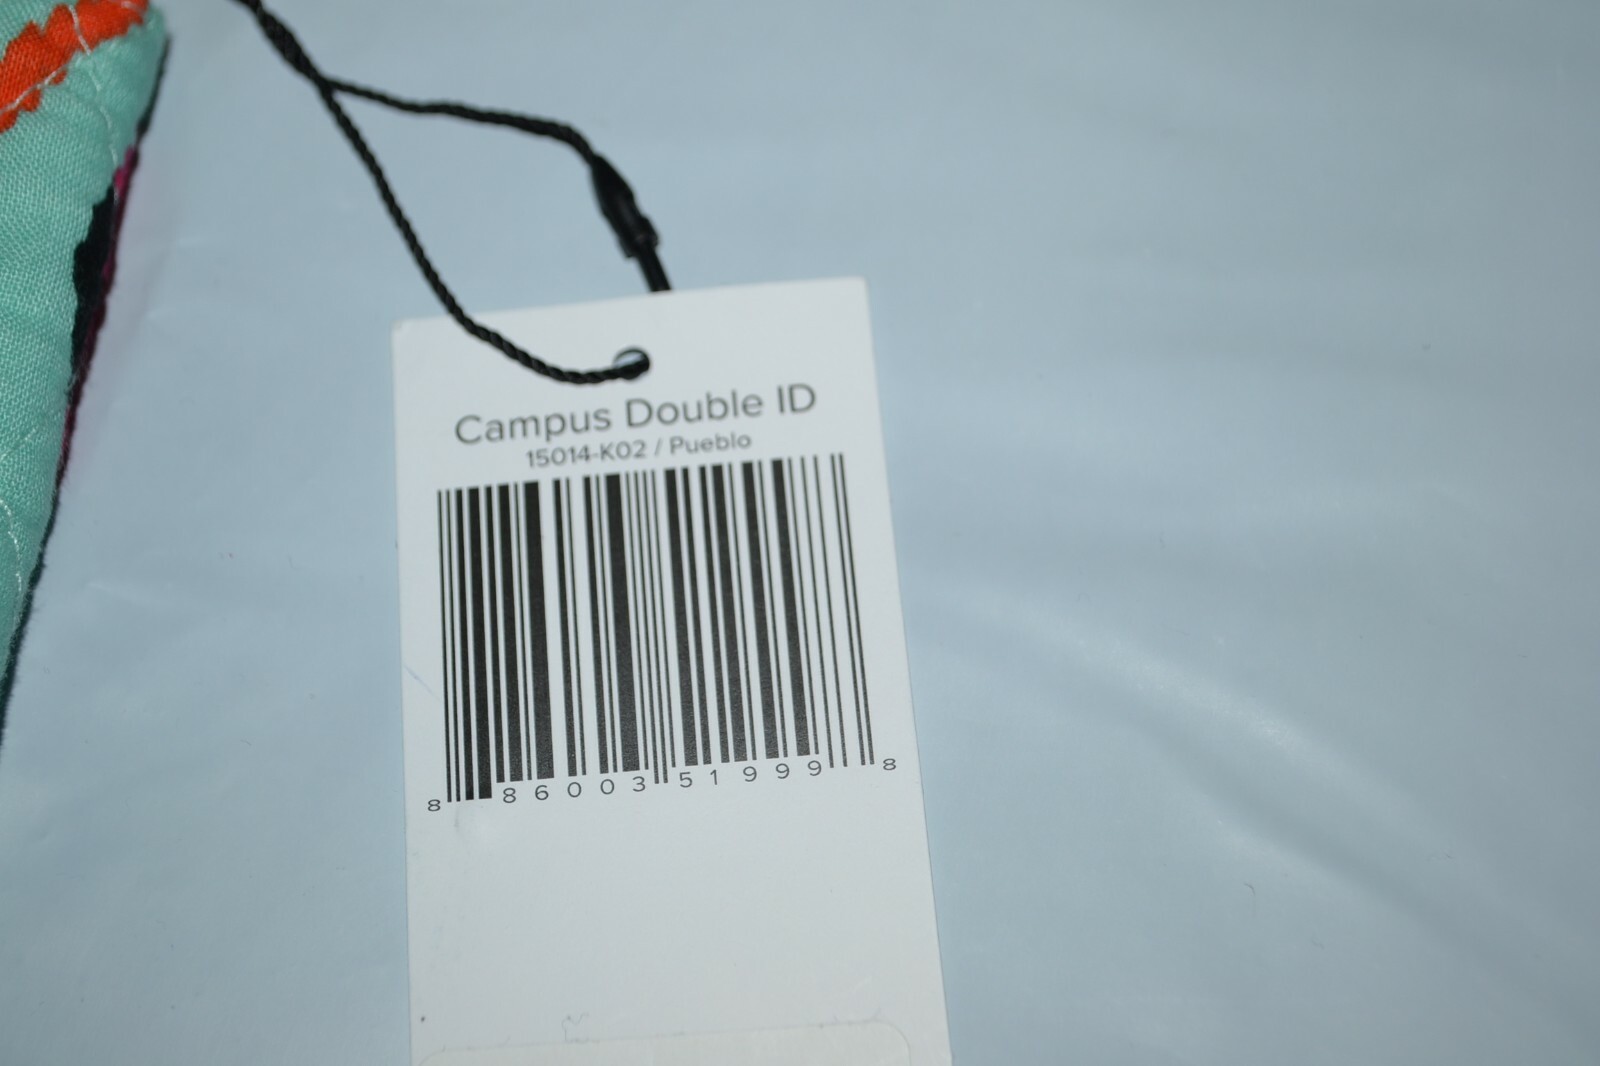 Campus Double ID
15014-K02 / Pueblo
8 86003 51999 8